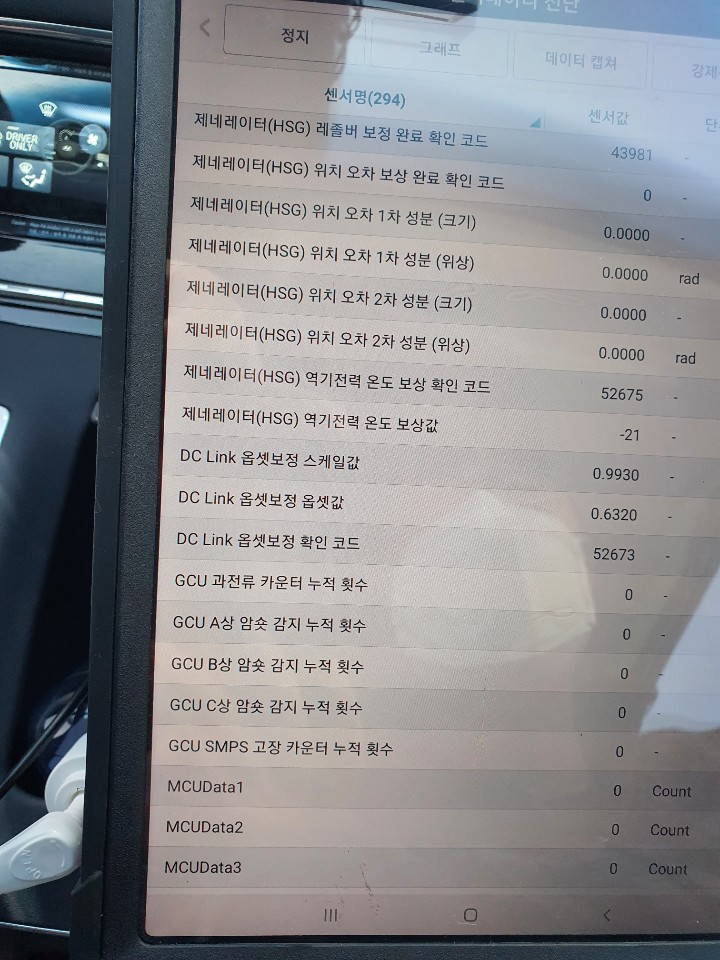 진단
정지
그래프
데이터 캡쳐
강제
센서명(294)
센서값
단
제네레이터(HSG) 레졸버 보정 완료 확인 코드 43981 -
제네레이터(HSG) 위치 오차 보상 완료 확인 코드 0 -
제네레이터(HSG) 위치 오차 1차 성분 (크기) 0.0000 -
제네레이터(HSG) 위치 오차 1차 성분 (위상) 0.0000 rad
제네레이터(HSG) 위치 오차 2차 성분 (크기) 0.0000 -
제네레이터(HSG) 위치 오차 2차 성분 (위상) 0.0000 rad
제네레이터(HSG) 역기전력 온도 보상 확인 코드 52675 -
제네레이터(HSG) 역기전력 온도 보상값 -21 -
DC Link 옵셋보정 스케일값 0.9930 -
DC Link 옵셋보정 옵셋값 0.6320 -
DC Link 옵셋보정 확인 코드 52673 -
GCU 과전류 카운터 누적 횟수 0 -
GCU A상 암숏 감지 누적 횟수 0 -
GCU B상 암숏 감지 누적 횟수 0 -
GCU C상 암숏 감지 누적 횟수 0 -
GCU SMPS 고장 카운터 누적 횟수 0 -
MCUData1 0 Count
MCUData2 0 Count
MCUData3 0 Count
DRIVER
ONLY